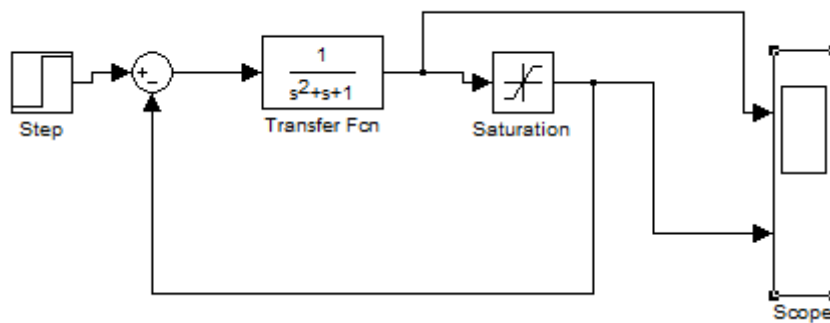 1
s2+s+1
Step
Transfer Fcn
Saturation
Scope